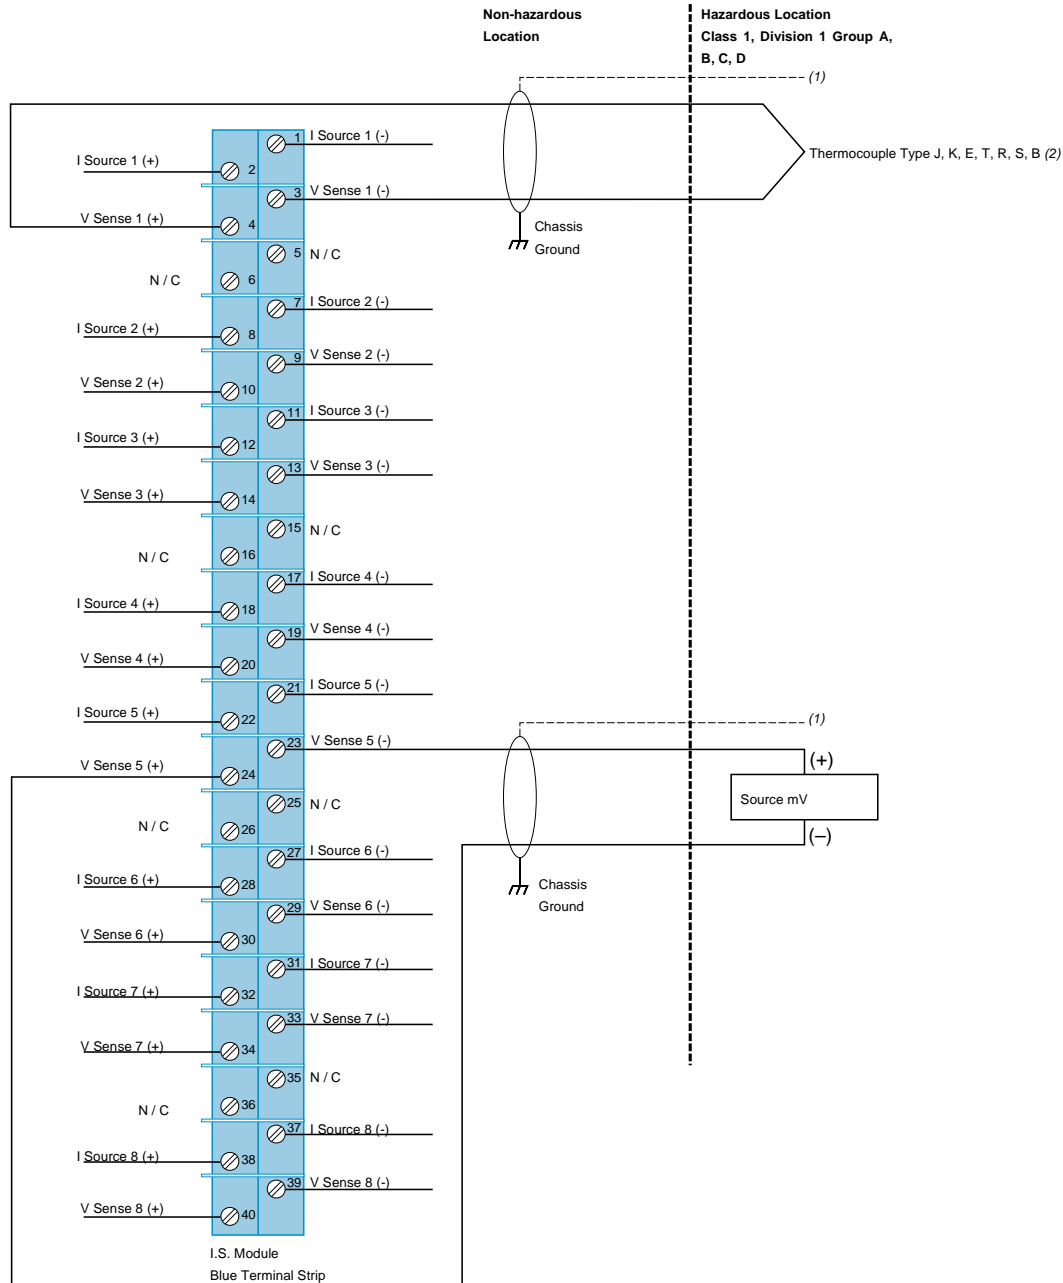 Non-hazardous
Location
Hazardous Location
Class 1, Division 1 Group A,
B, C, D
(1)
1 I Source 1 (-)
I Source 1 (+) 2
Thermocouple Type J, K, E, T, R, S, B (2)
3 V Sense 1 (-)
V Sense 1 (+) 4
Chassis
Ground
5 N / C
N / C 6
7 I Source 2 (-)
I Source 2 (+) 8
9 V Sense 2 (-)
V Sense 2 (+) 10
11 I Source 3 (-)
I Source 3 (+) 12
13 V Sense 3 (-)
V Sense 3 (+) 14
15 N / C
N / C 16
17 I Source 4 (-)
I Source 4 (+) 18
19 V Sense 4 (-)
V Sense 4 (+) 20
21 I Source 5 (-)
I Source 5 (+) 22
(1)
23 V Sense 5 (-)
V Sense 5 (+) 24
(+)
Source mV
(–)
25 N / C
N / C 26
27 I Source 6 (-)
I Source 6 (+) 28
Chassis
Ground
29 V Sense 6 (-)
V Sense 6 (+) 30
31 I Source 7 (-)
I Source 7 (+) 32
33 V Sense 7 (-)
V Sense 7 (+) 34
35 N / C
N / C 36
37 I Source 8 (-)
I Source 8 (+) 38
39 V Sense 8 (-)
V Sense 8 (+) 40
I.S. Module
Blue Terminal Strip